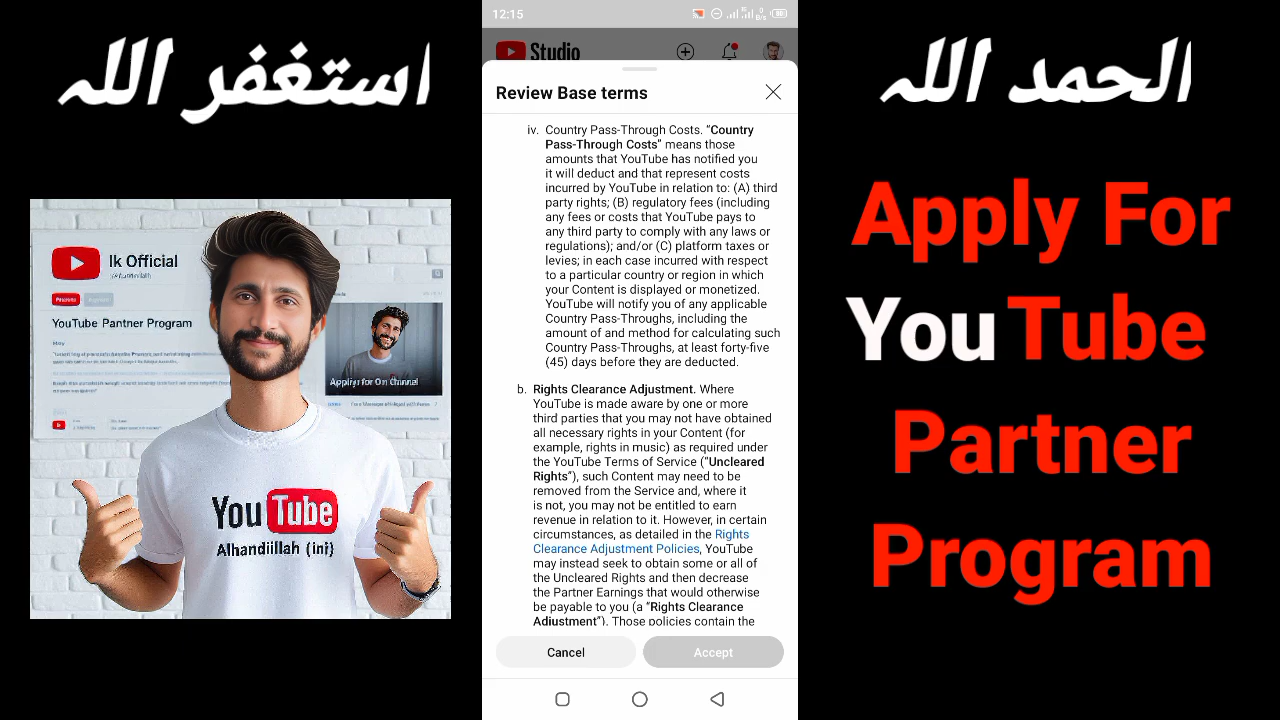 استغفر اللہ
Ik Official
YouTube Partner Program
Applyr for On Channel
You Tube
Alhandiillah (ini)
12:15
Studio
Review Base terms
iv. Country Pass-Through Costs. “Country
Pass-Through Costs” means those
amounts that YouTube has notified you
it will deduct and that represent costs
incurred by YouTube in relation to: (A) third
party rights; (B) regulatory fees (including
any fees or costs that YouTube pays to
any third party to comply with any laws or
regulations); and/or (C) platform taxes or
levies; in each case incurred with respect
to a particular country or region in which
your Content is displayed or monetized.
YouTube will notify you of any applicable
Country Pass-Throughs, including the
amount of and method for calculating such
Country Pass-Throughs, at least forty-five
(45) days before they are deducted.
b. Rights Clearance Adjustment. Where
YouTube is made aware by one or more
third parties that you may not have obtained
all necessary rights in your Content (for
example, rights in music) as required under
the YouTube Terms of Service (“Uncleared
Rights”), such Content may need to be
removed from the Service and, where it
is not, you may not be entitled to earn
revenue in relation to it. However, in certain
circumstances, as detailed in the Rights
Clearance Adjustment Policies, YouTube
may instead seek to obtain some or all of
the Uncleared Rights and then decrease
the Partner Earnings that would otherwise
be payable to you (a “Rights Clearance
Adjustment”). Those policies contain the
Cancel
Accept
الحمد اللہ
Apply For
YouTube
Partner
Program